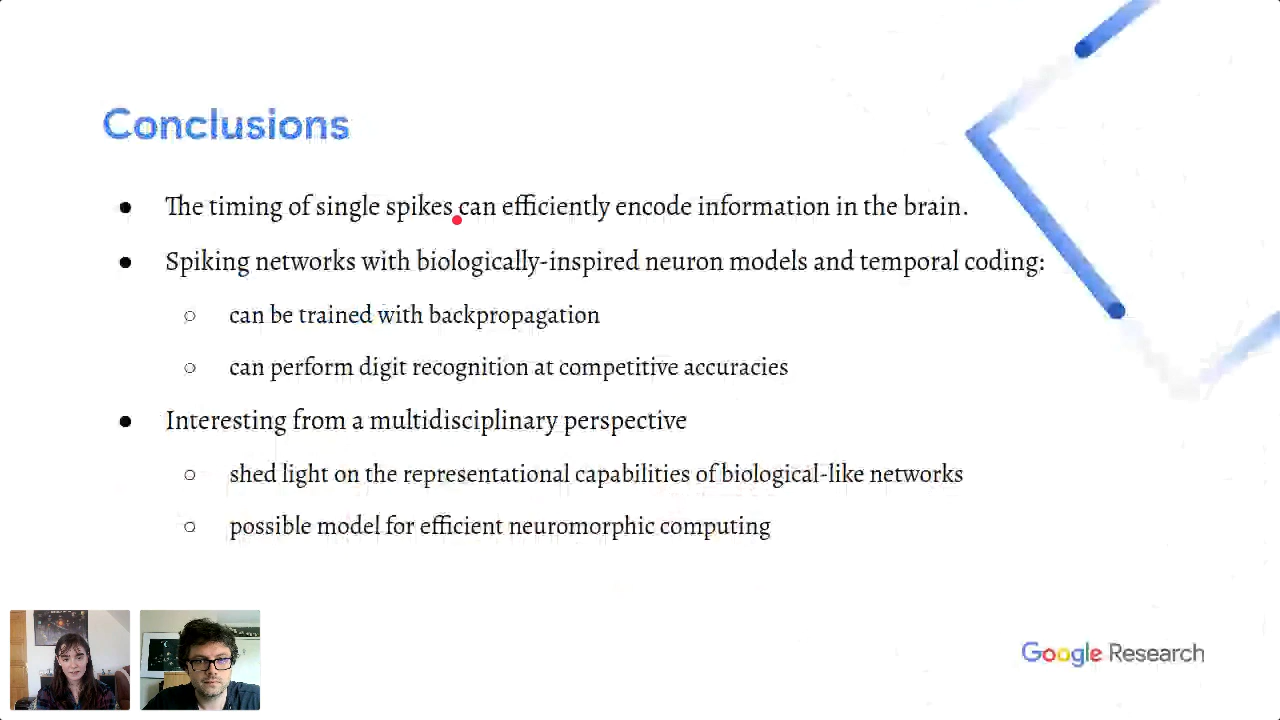 Conclusions
● The timing of single spikes can efficiently encode information in the brain.
● Spiking networks with biologically-inspired neuron models and temporal coding:
○ can be trained with backpropagation
○ can perform digit recognition at competitive accuracies
● Interesting from a multidisciplinary perspective
○ shed light on the representational capabilities of biological-like networks
○ possible model for efficient neuromorphic computing
Google Research